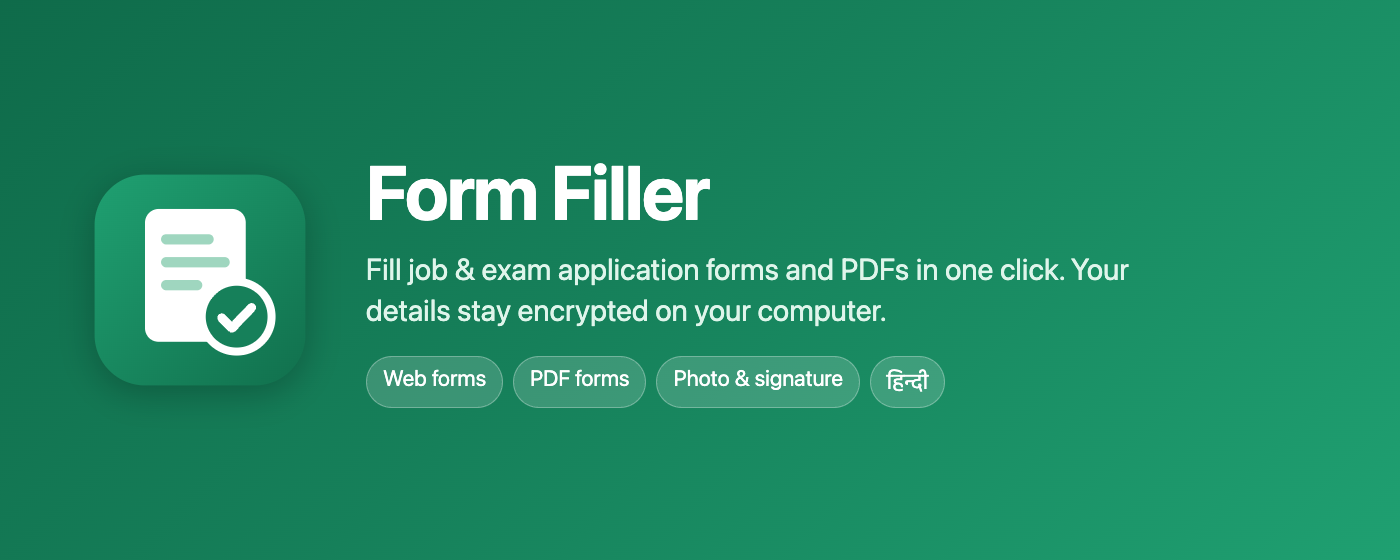 Form Filler
Fill job & exam application forms and PDFs in one click. Your
details stay encrypted on your computer.
Web forms
PDF forms
Photo & signature
हिन्दी